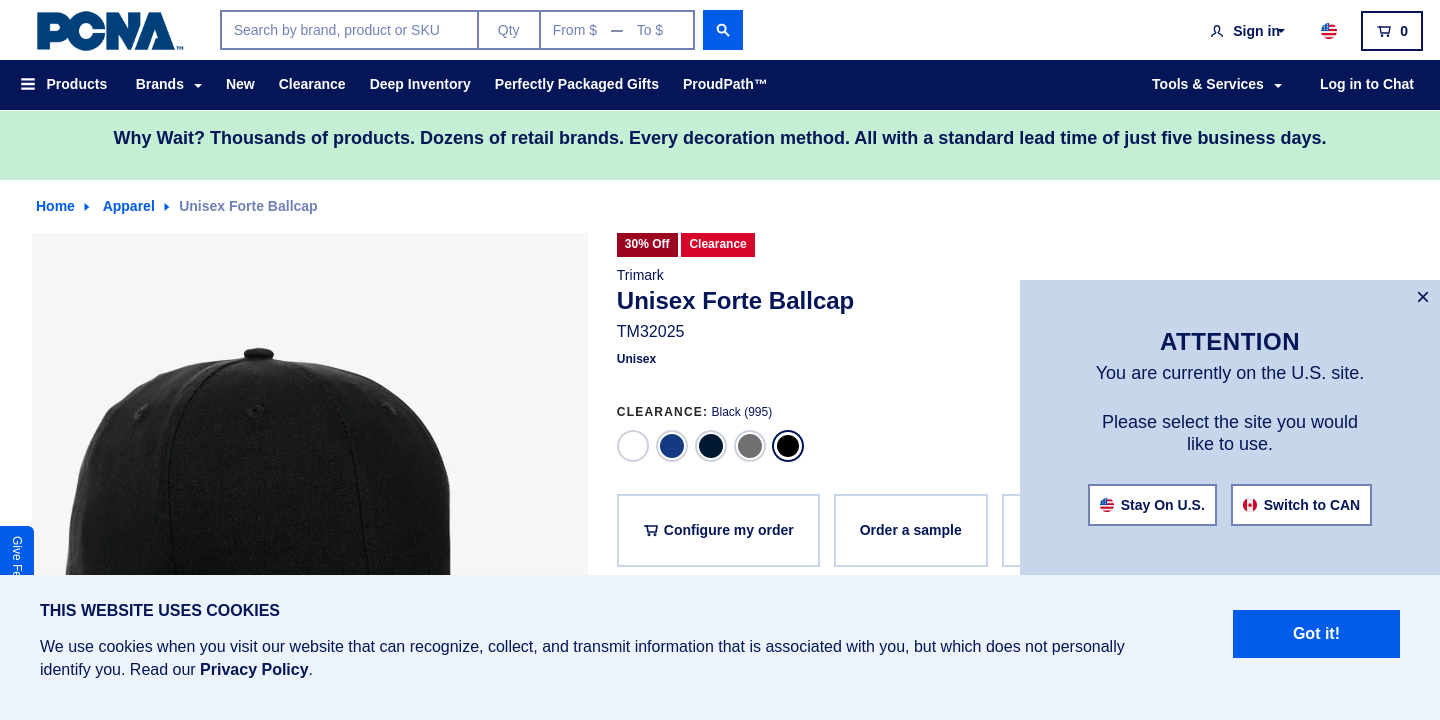 PCNA™
Search by brand, product or SKU
Qty
From $ — To $
Sign in
0
Products
Brands
New
Clearance
Deep Inventory
Perfectly Packaged Gifts
ProudPath™
Tools & Services
Log in to Chat
Why Wait? Thousands of products. Dozens of retail brands. Every decoration method. All with a standard lead time of just five business days.
Home
Apparel
Unisex Forte Ballcap
30% Off
Clearance
Trimark
Unisex Forte Ballcap
TM32025
Unisex
CLEARANCE: Black (995)
Configure my order
Order a sample
×
ATTENTION
You are currently on the U.S. site.
Please select the site you would
like to use.
Stay On U.S.
Switch to CAN
Give
THIS WEBSITE USES COOKIES
We use cookies when you visit our website that can recognize, collect, and transmit information that is associated with you, but which does not personally
identify you. Read our Privacy Policy.
Got it!